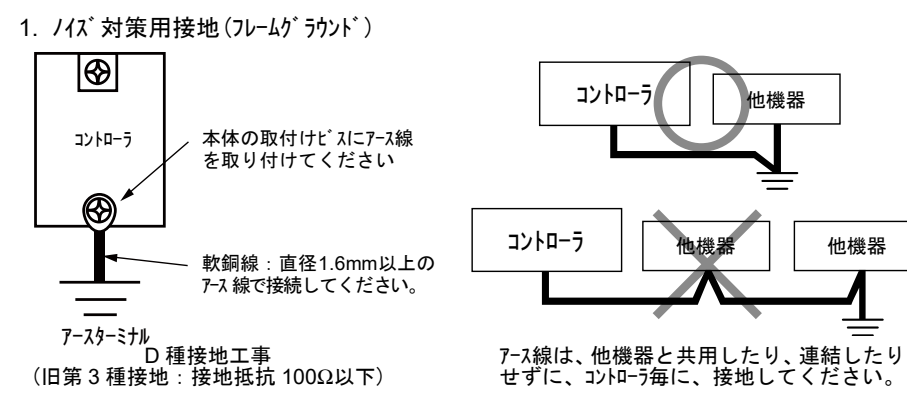 1. ﾉｲｽﾞ対策用接地(ﾌﾚｰﾑｸﾞﾗｳﾝﾄﾞ)
ｺﾝﾄﾛｰﾗ
本体の取付けﾋﾞｽにｱｰｽ線
を取り付けてください
軟銅線：直径1.6mm以上の
ｱｰｽ線で接続してください。
ｱｰｽﾀｰﾐﾅﾙ
D 種接地工事
（旧第 3 種接地：接地抵抗 100Ω以下）
ｺﾝﾄﾛｰﾗ
他機器
ｺﾝﾄﾛｰﾗ
他機器
他機器
ｱｰｽ線は、他機器と共用したり、連結したり
せずに、ｺﾝﾄﾛｰﾗ毎に、接地してください。